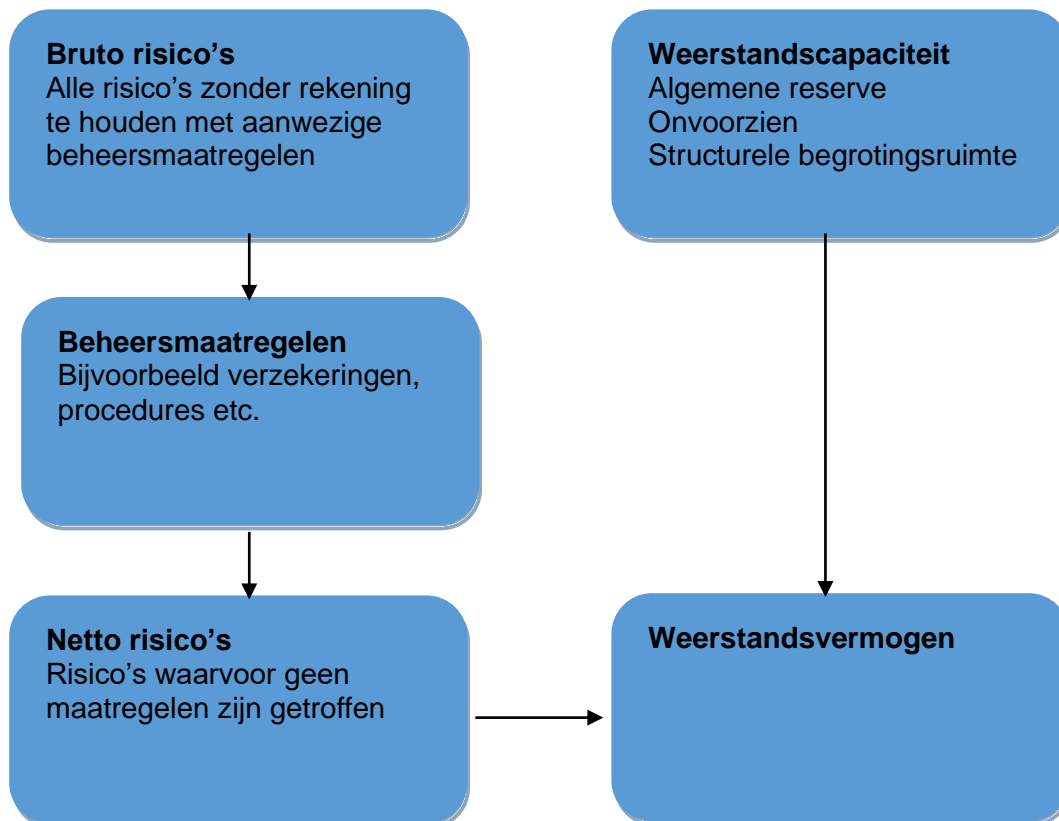 Bruto risico’s
Alle risico’s zonder rekening
te houden met aanwezige
beheersmaatregelen
Weerstandscapaciteit
Algemene reserve
Onvoorzien
Structurele begrotingsruimte
Beheersmaatregelen
Bijvoorbeeld verzekeringen,
procedures etc.
Netto risico’s
Risico’s waarvoor geen
maatregelen zijn getroffen
Weerstandsvermogen